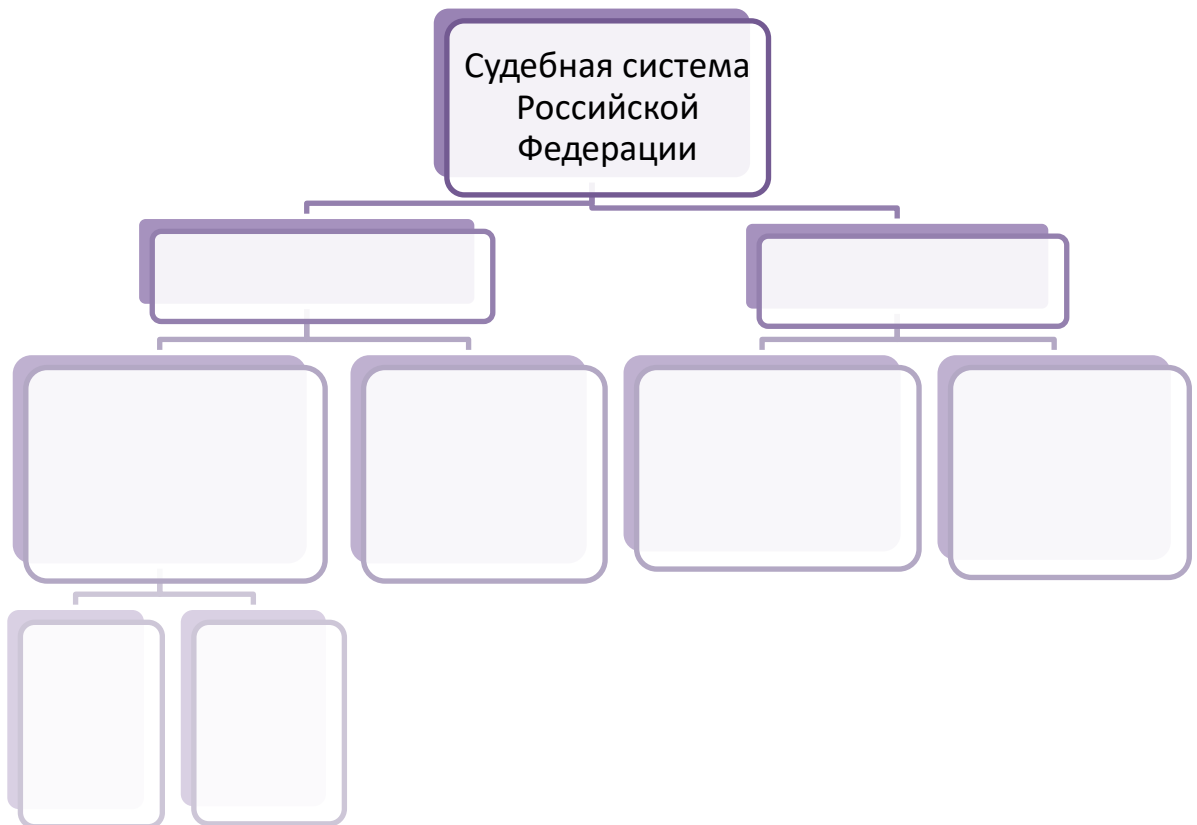 Судебная система
Российской
Федерации